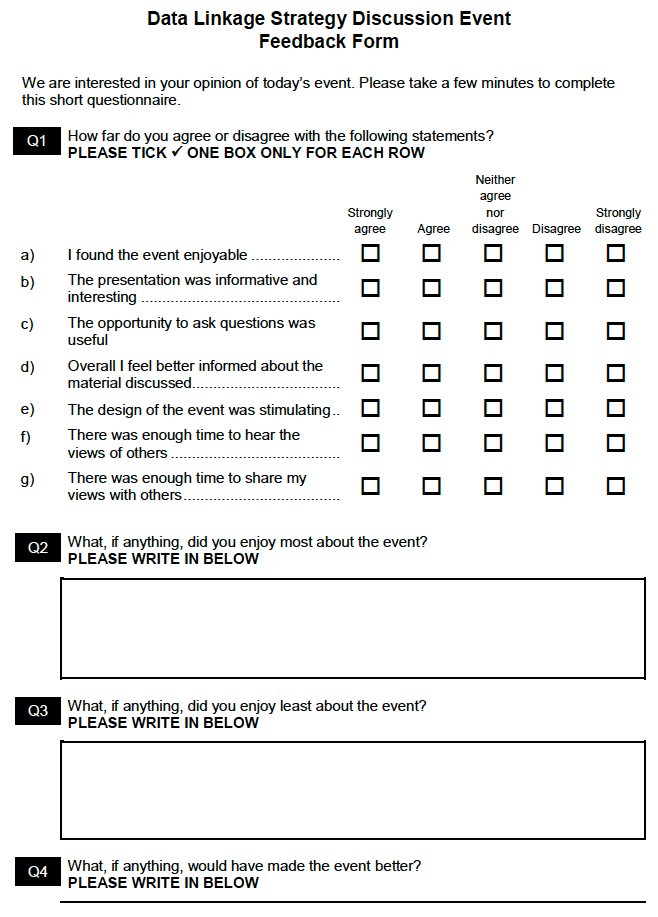 Data Linkage Strategy Discussion Event
Feedback Form
We are interested in your opinion of today's event. Please take a few minutes to complete
this short questionnaire.
Q1 How far do you agree or disagree with the following statements?
PLEASE TICK ✓ ONE BOX ONLY FOR EACH ROW
Neither
agree
Strongly nor Strongly
agree Agree disagree Disagree disagree
a) I found the event enjoyable ..................... ☐ ☐ ☐ ☐ ☐
b) The presentation was informative and
interesting ............................................... ☐ ☐ ☐ ☐ ☐
c) The opportunity to ask questions was
useful ☐ ☐ ☐ ☐ ☐
d) Overall I feel better informed about the
material discussed................................... ☐ ☐ ☐ ☐ ☐
e) The design of the event was stimulating.. ☐ ☐ ☐ ☐ ☐
f) There was enough time to hear the
views of others ........................................ ☐ ☐ ☐ ☐ ☐
g) There was enough time to share my
views with others..................................... ☐ ☐ ☐ ☐ ☐
Q2 What, if anything, did you enjoy most about the event?
PLEASE WRITE IN BELOW
Q3 What, if anything, did you enjoy least about the event?
PLEASE WRITE IN BELOW
Q4 What, if anything, would have made the event better?
PLEASE WRITE IN BELOW